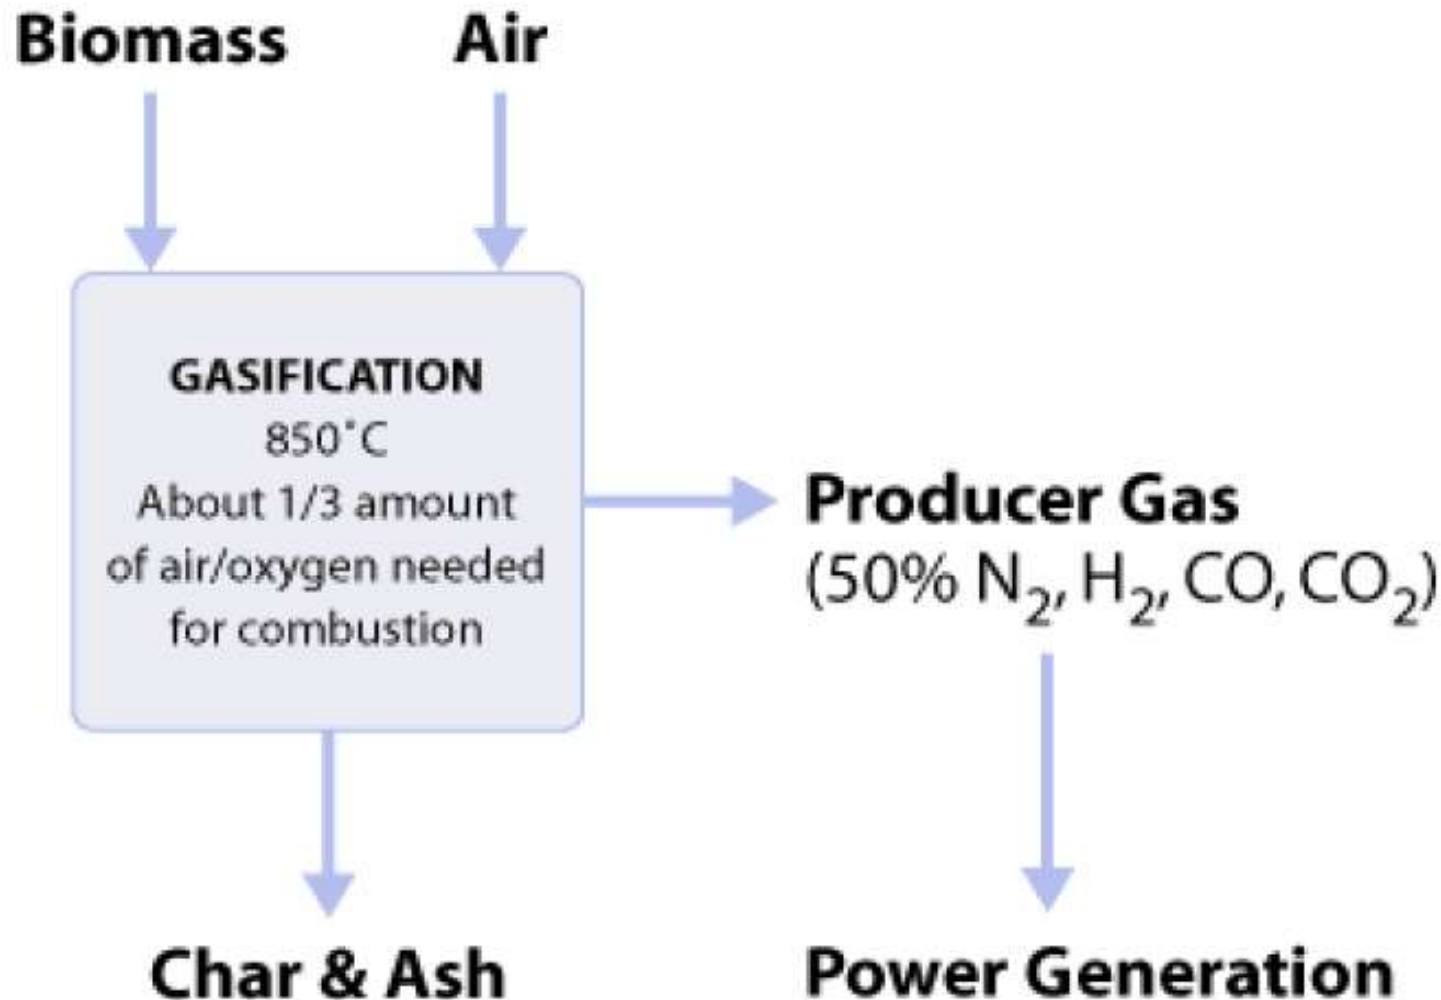 Biomass
Air
GASIFICATION
850˚C
About 1/3 amount
of air/oxygen needed
for combustion
Producer Gas
(50% N₂, H₂, CO, CO₂)
Char & Ash
Power Generation